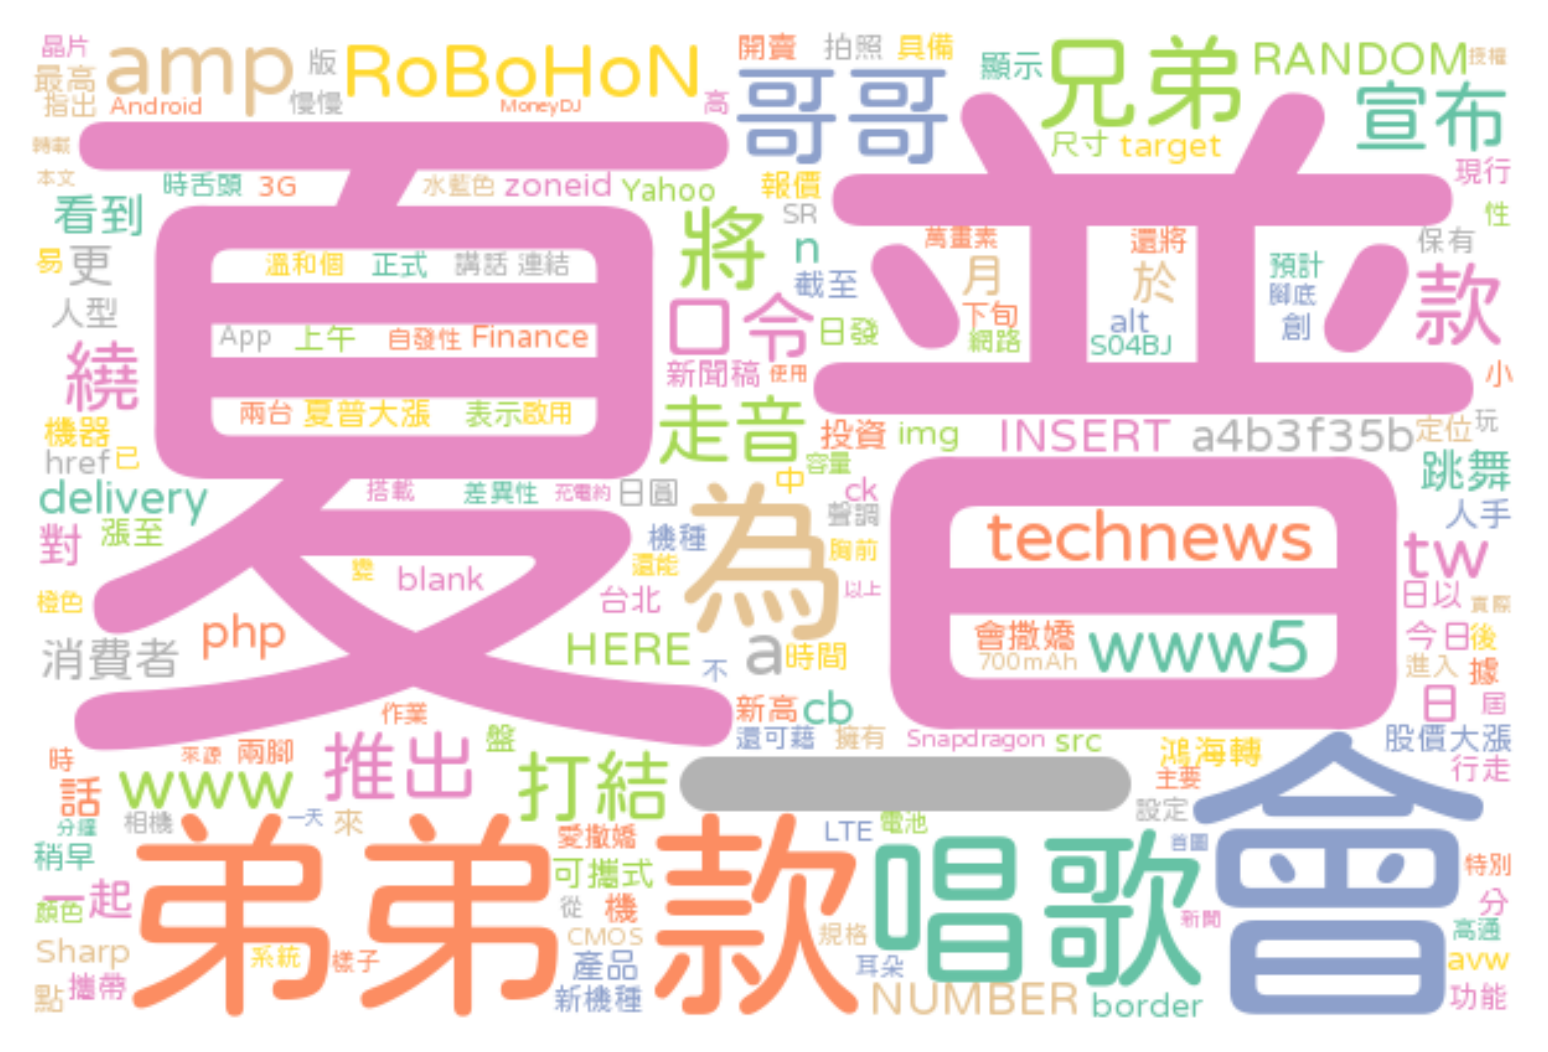 晶片
amp
版
RoBoHoN
開賣
拍照
具備
顯示
兄弟
RANDOM
授權
最高
指出
Android
慢慢
MoneyDJ
高
哥哥
尺寸
target
宣布
轉載
夏普
本文
時舌頭
3G
水藍色
zoneid
Yahoo
報價
SR
現行
性
看到
將
n
萬畫素
還將
保有
易
更
溫和個
正式
講話
連結
截至
月
於
預計
腳底
款
人型
口令
日發
下旬
alt
創
App
上午
自發性
Finance
網路
S04BJ
繞
新聞稿
使用
小
兩台
夏普大漲
表示
啟用
走音
投資
img
INSERT
a4b3f35b
定位
玩
機器
href
已
容量
跳舞
delivery
搭載
差異性
充電約
日圓
為
中
ck
聲調
technews
人手
對
張至
機種
還能
胸前
tw
變
blank
橙色
台北
以上
日以
實際
消費者
php
HERE
不
a
時間
會撒嬌
www5
700mAh
今日
後
進入
據
作業
新高
cb
日
屆
還可藉
擁有
Snapdragon
src
鴻海轉
股價大漲
時
來源
兩腳
推出
盤
打結
一
主要
行走
話
www
設定
會
分鐘
相機
一天
來
愛撒嬌
LTE
電池
首圖
稍早
弟弟
款
唱歌
特別
一起
顏色
可攜式
從
機
新聞
分
Sharp
系統
樣子
CMOS
規格
高通
點
攜帶
產品
耳朵
avw
新機種
NUMBER
border
功能